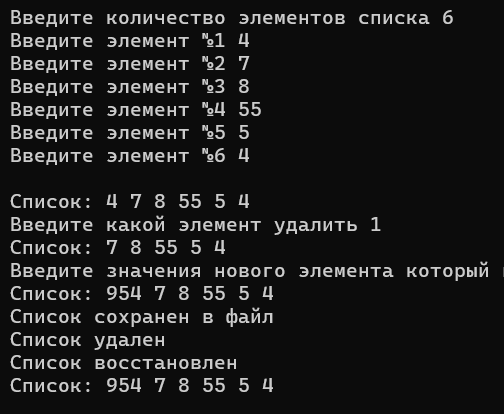 Введите количество элементов списка 6
Введите элемент №1 4
Введите элемент №2 7
Введите элемент №3 8
Введите элемент №4 55
Введите элемент №5 5
Введите элемент №6 4
Список: 4 7 8 55 5 4
Введите какой элемент удалить 1
Список: 7 8 55 5 4
Введите значения нового элемента который
Список: 954 7 8 55 5 4
Список сохранен в файл
Список удален
Список восстановлен
Список: 954 7 8 55 5 4